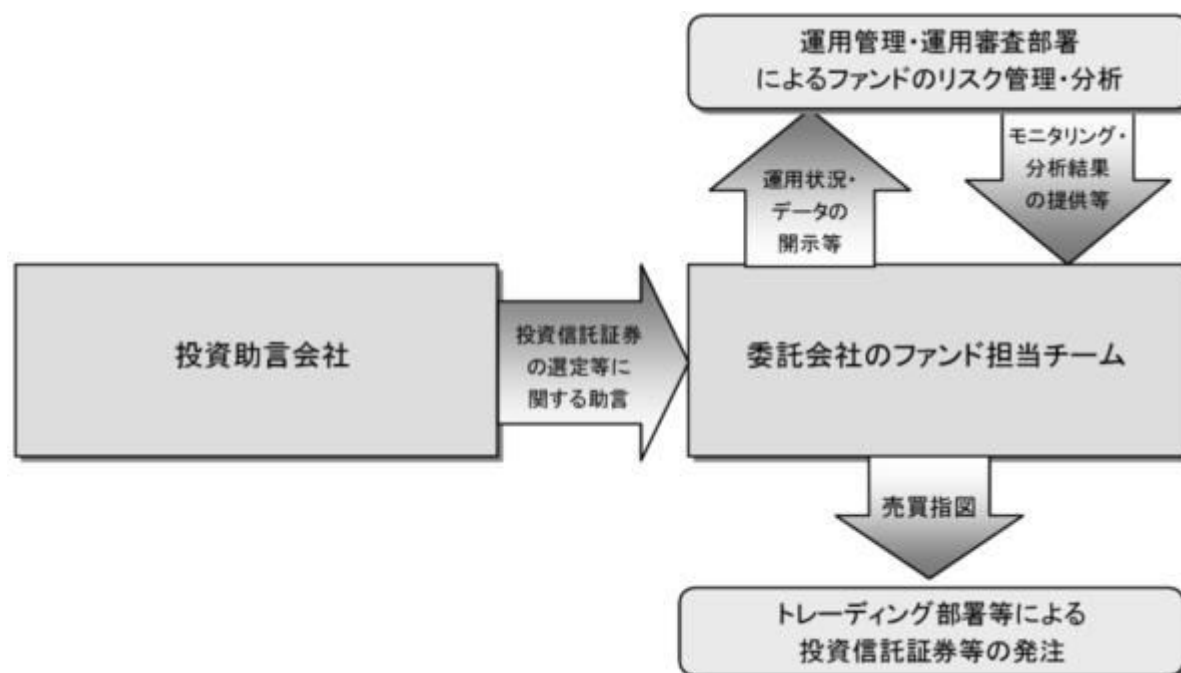 運用管理・運用審査部署
によるファンドのリスク管理・分析
運用状況・
データの
開示等
モニタリング・
分析結果
の提供等
投資助言会社
投資信託証券
の選定等に
関する助言
委託会社のファンド担当チーム
売買指図
トレーディング部署等による
投資信託証券等の発注